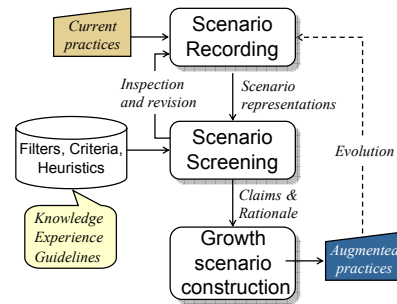 Current
practices
Scenario
Recording
Inspection
and revision
Scenario
representations
Filters, Criteria,
Heuristics
Scenario
Screening
Evolution
Knowledge
Experience
Guidelines
Claims &
Rationale
Growth
scenario
construction
Augmented
practices